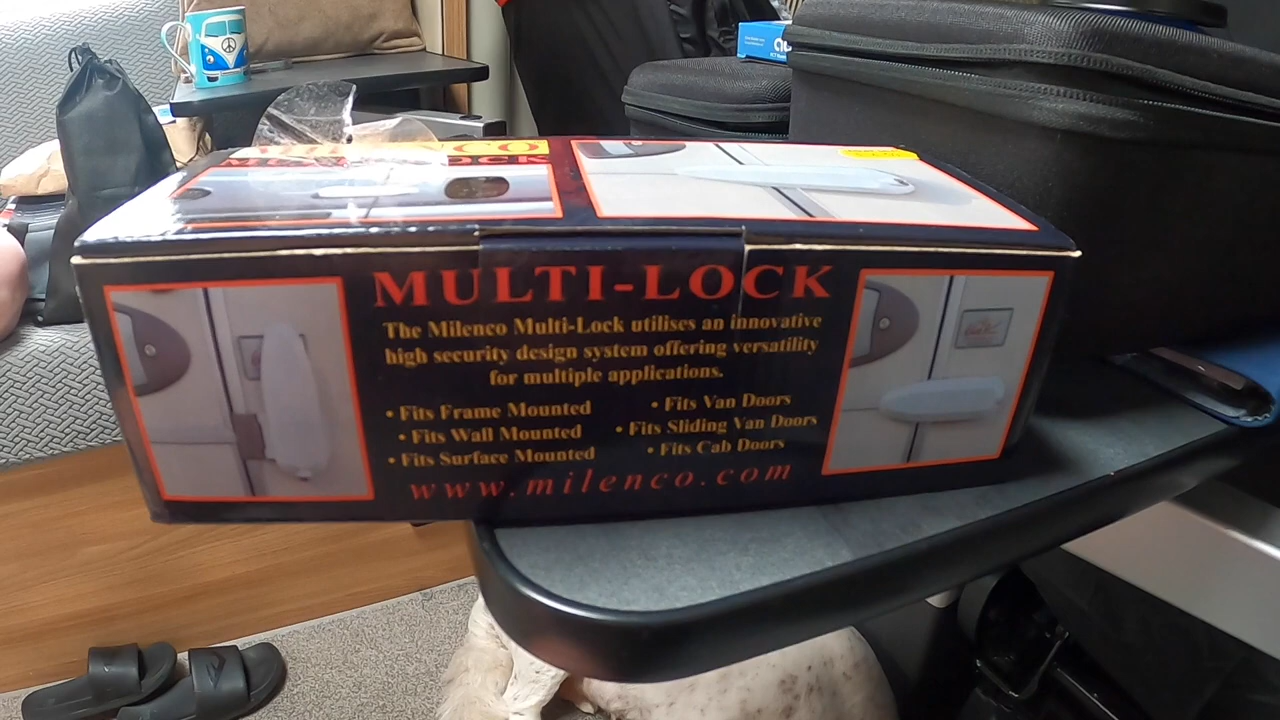 MULTI-LOCK
The Milenco Multi-Lock utilises an innovative
high security design system offering versatility
for multiple applications.
• Fits Frame Mounted
• Fits Wall Mounted
• Fits Surface Mounted
• Fits Van Doors
• Fits Sliding Van Doors
• Fits Cab Doors
www.milenco.com